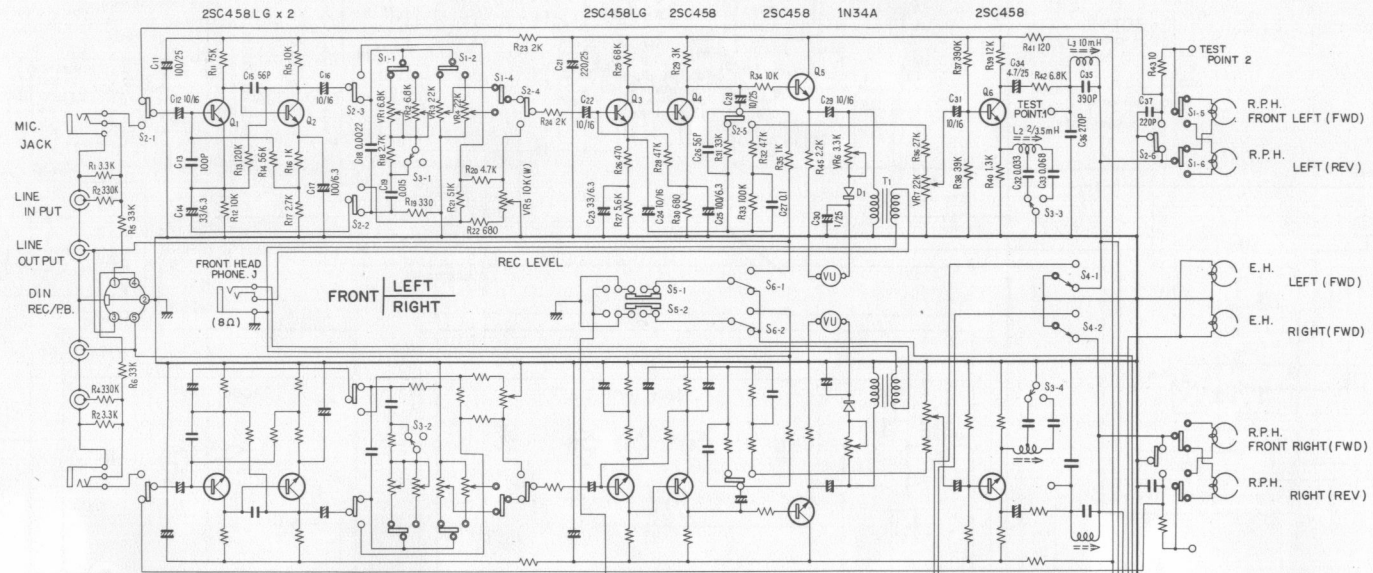 2SC458LG x 2
2SC458LG
2SC458
2SC458
1N34A
2SC458
C11 100/25
R11 75K
C15 56P
R15 10K
C16 10/16
S1-1
S1-2
S1-4
R23 2K
C21 220/25
R25 68K
R29 3K
C28 10/25
R34 10K
Q5
C29 10/16
R37 390K
R39 12K
C34 4.7/25
R41 120
R42 6.8K
L3 10mH
C35 390P
R43 10
TEST POINT 2
C12 10/16
Q1
Q2
S2-3
VR1 6.8K
VR2 6.8K
VR3 22K
VR4 22K
S2-4
R24 2K
C22 10/16
Q3
Q4
S2-5
C31 10/16
Q6
TEST POINT 1
C36 270P
C37 220P
S1-5
R.P.H.
FRONT LEFT (FWD)
MIC. JACK
S2-1
C13 100P
R13 120K
R14 56K
R16 1K
C17 100/6.3
C18 0.0022
R18 2.7K
S3-1
C19 0.015
R20 4.7K
R26 470
R28 47K
C26 56P
R31 33K
R32 47K
R35 1K
R45 2.2K
VR6 3.3K
D1
T1
R36 27K
VR7 22K
R38 39K
R40 1.3K
L2 2/3.5mH
C32 0.033
C33 0.068
S3-3
S2-6
S1-6
R.P.H.
LEFT (REV)
R1 3.3K
R2 330K
LINE IN PUT
R5 33K
C14 33/6.3
R12 10K
R17 2.7K
S2-2
R19 330
R21 51K
R22 680
VR5 10K(W)
C23 33/6.3
R27 5.6K
C24 10/16
R30 680
C25 100/6.3
R33 100K
C27 0.1
C30 1/25
LINE OUTPUT
FRONT HEAD PHONE. J
(8Ω)
REC LEVEL
FRONT
LEFT
RIGHT
DIN REC/P.B.
1
4
2
3
5
S5-1
S5-2
S6-1
S6-2
VU
VU
S4-1
S4-2
E.H.
LEFT (FWD)
E.H.
RIGHT (FWD)
R6 33K
R4 330K
R2 3.3K
S3-2
S3-4
R.P.H.
FRONT RIGHT (FWD)
R.P.H.
RIGHT (REV)